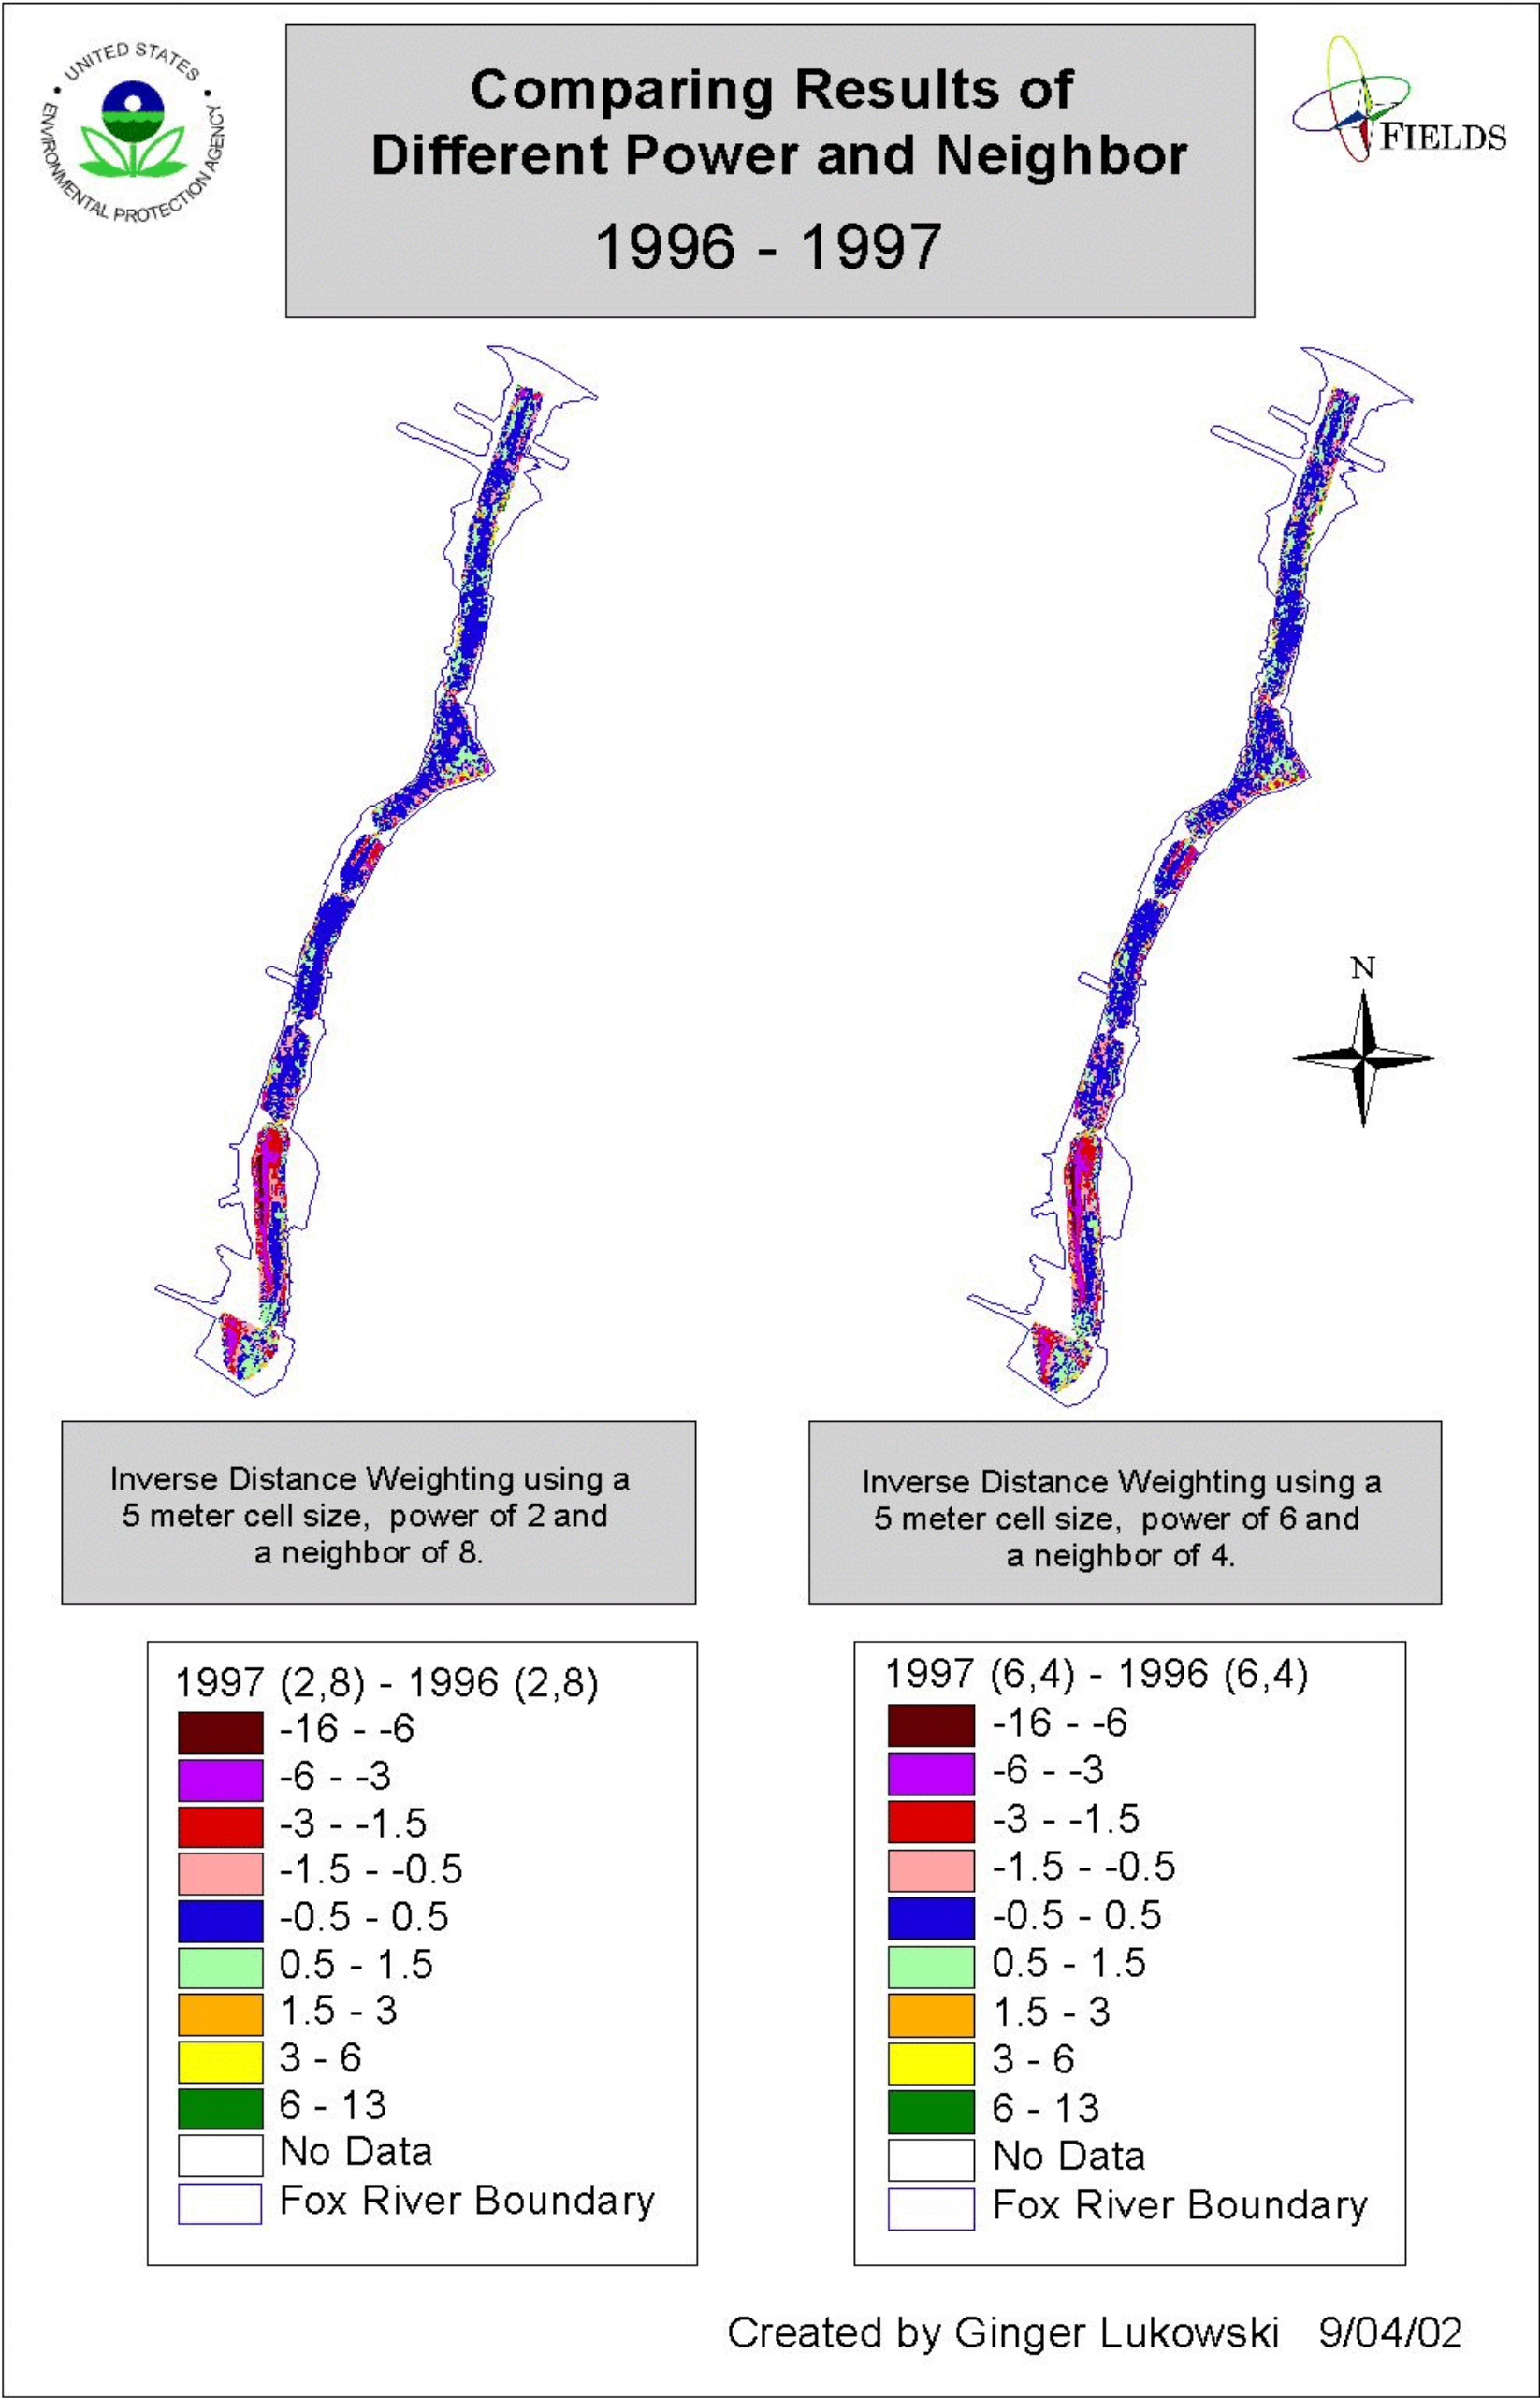 UNITED STATES
ENVIRONMENTAL PROTECTION AGENCY
Comparing Results of
Different Power and Neighbor
1996 - 1997
FIELDS
N
Inverse Distance Weighting using a
5 meter cell size, power of 2 and
a neighbor of 8.
Inverse Distance Weighting using a
5 meter cell size, power of 6 and
a neighbor of 4.
1997 (2,8) - 1996 (2,8)
-16 - -6
-6 - -3
-3 - -1.5
-1.5 - -0.5
-0.5 - 0.5
0.5 - 1.5
1.5 - 3
3 - 6
6 - 13
No Data
Fox River Boundary
1997 (6,4) - 1996 (6,4)
-16 - -6
-6 - -3
-3 - -1.5
-1.5 - -0.5
-0.5 - 0.5
0.5 - 1.5
1.5 - 3
3 - 6
6 - 13
No Data
Fox River Boundary
Created by Ginger Lukowski 9/04/02